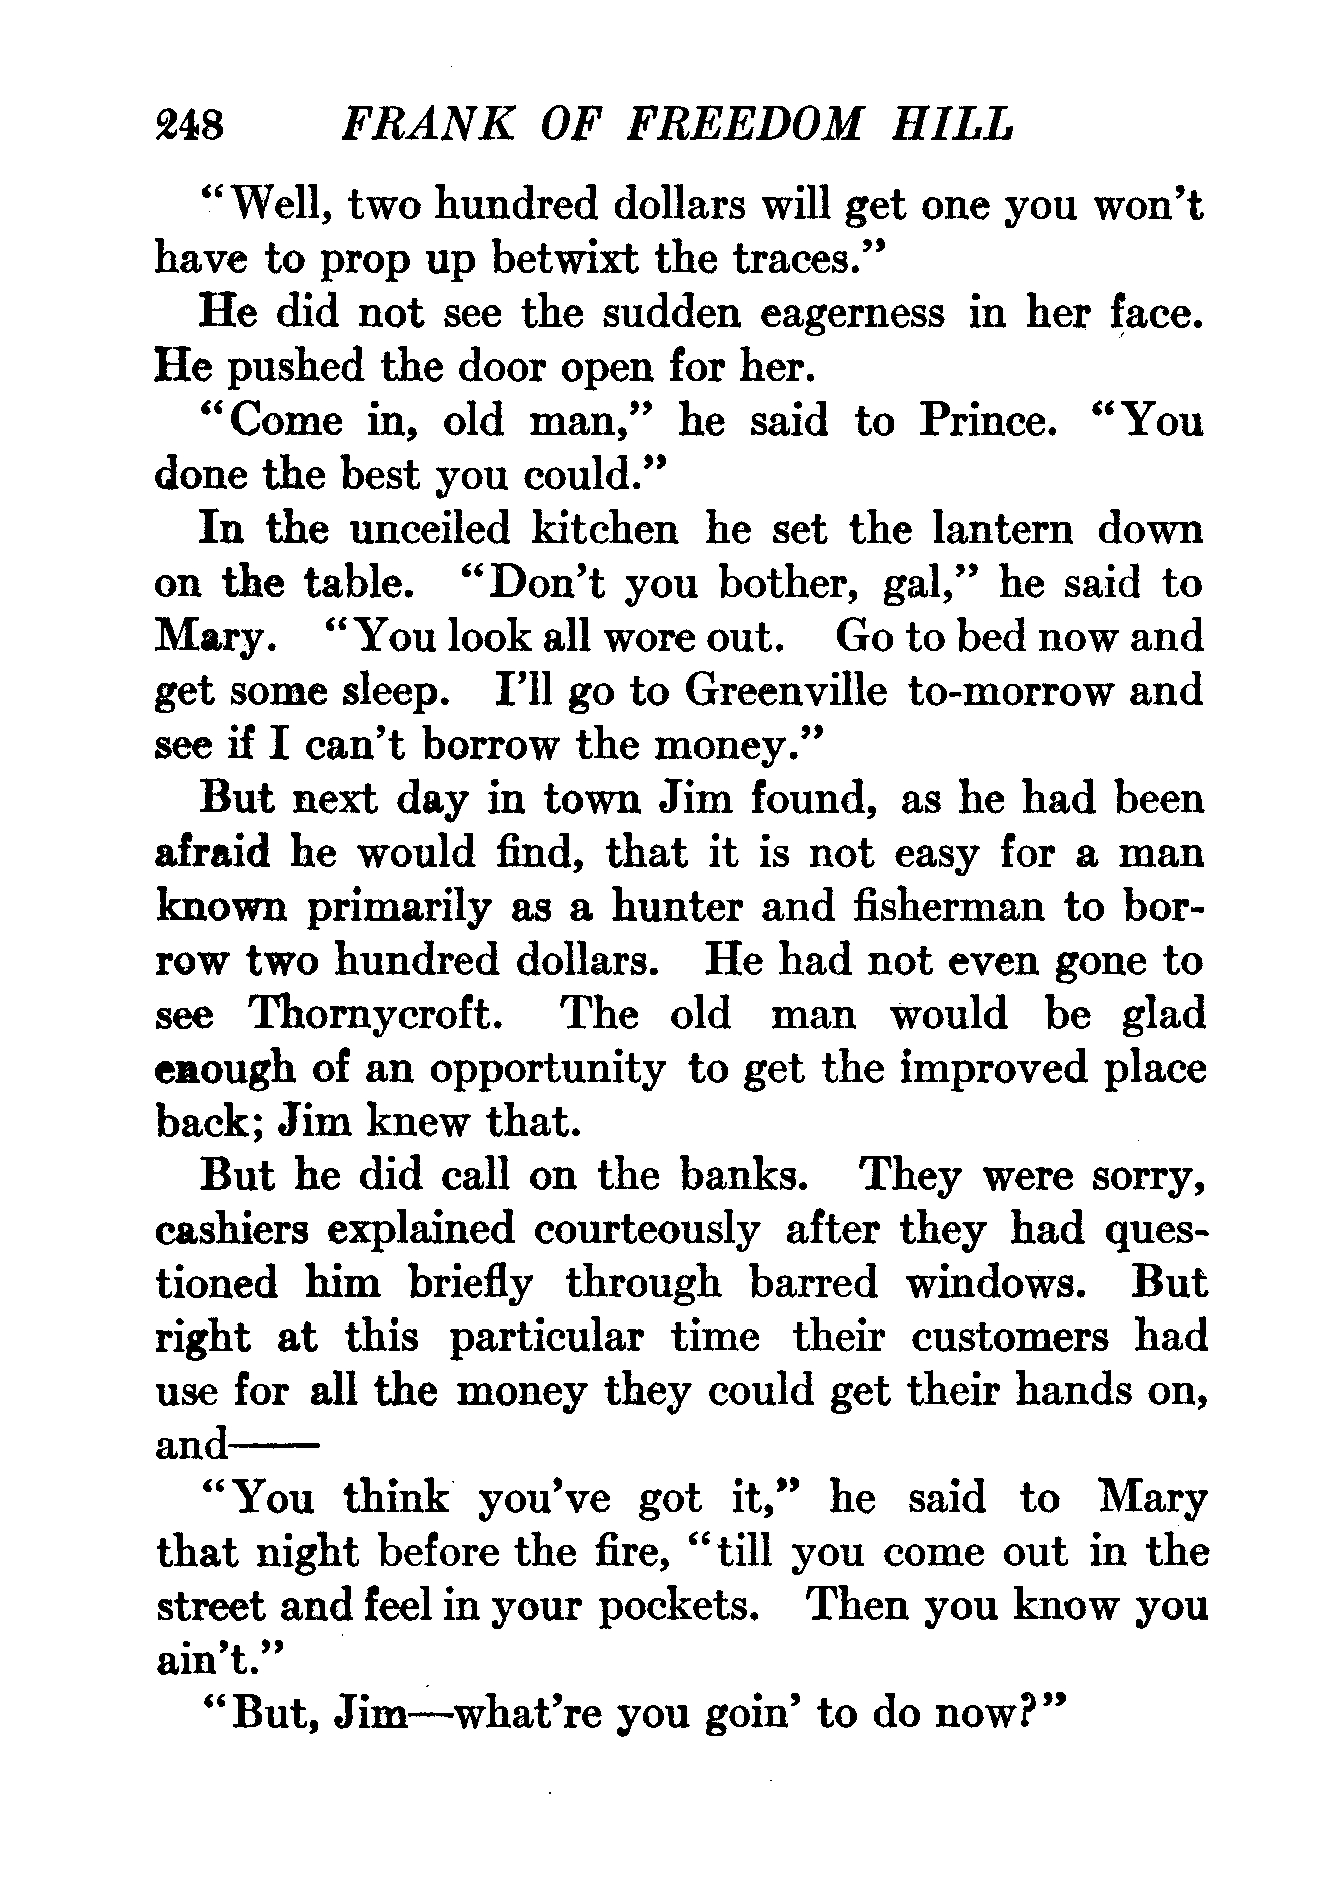 248 FRANK OF FREEDOM HILL
“Well, two hundred dollars will get one you won’t
have to prop up betwixt the traces.”
He did not see the sudden eagerness in her face.
He pushed the door open for her.
“Come in, old man,” he said to Prince. “You
done the best you could.”
In the unceiled kitchen he set the lantern down
on the table. “Don’t you bother, gal,” he said to
Mary. “You look all wore out. Go to bed now and
get some sleep. I’ll go to Greenville to-morrow and
see if I can’t borrow the money.”
But next day in town Jim found, as he had been
afraid he would find, that it is not easy for a man
known primarily as a hunter and fisherman to bor-
row two hundred dollars. He had not even gone to
see Thornycroft. The old man would be glad
enough of an opportunity to get the improved place
back; Jim knew that.
But he did call on the banks. They were sorry,
cashiers explained courteously after they had ques-
tioned him briefly through barred windows. But
right at this particular time their customers had
use for all the money they could get their hands on,
and——
“You think you’ve got it,” he said to Mary
that night before the fire, “till you come out in the
street and feel in your pockets. Then you know you
ain’t.”
“But, Jim—what’re you goin’ to do now?”